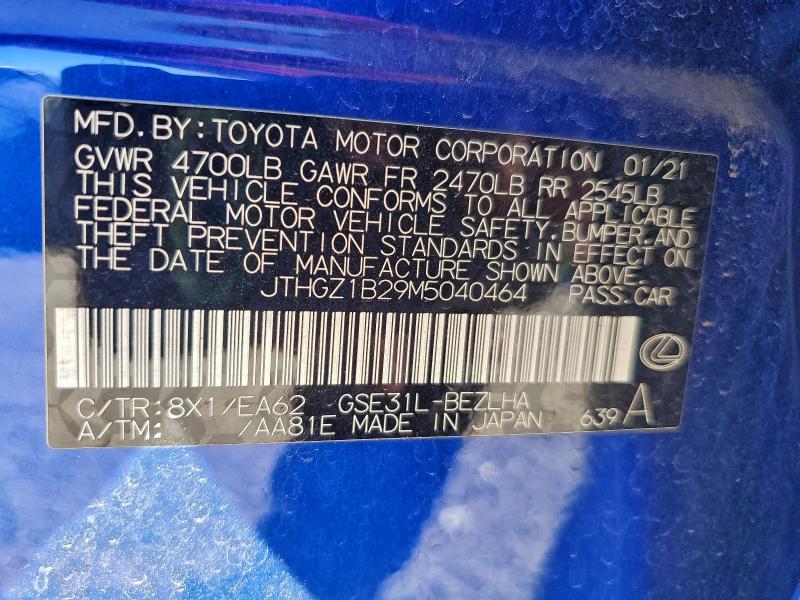 MFD.BY:TOYOTA MOTOR CORPORATION 01/21
GVWR 4700LB GAWR FR 2470LB RR 2545LB
THIS VEHICLE CONFORMS TO ALL APPLICABLE
FEDERAL MOTOR VEHICLE SAFETY,BUMPER,AND
THEFT PREVENTION STANDARDS IN EFFECT ON
THE DATE OF MANUFACTURE SHOWN ABOVE.
JTHGZ1B29M5040464 PASS.CAR
C/TR:8X1/EA62 GSE31L-BEZLHA
A/TM: /AA81E MADE IN JAPAN 639 A